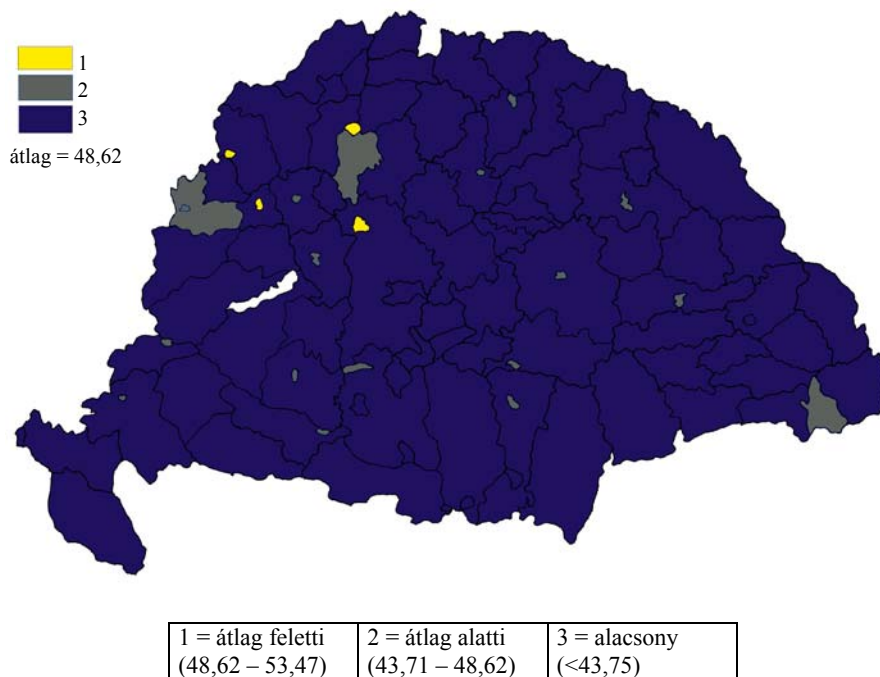 1
2
3
átlag = 48,62
1 = átlag feletti 2 = átlag alatti 3 = alacsony
(48,62 – 53,47) (43,71 – 48,62) (<43,75)